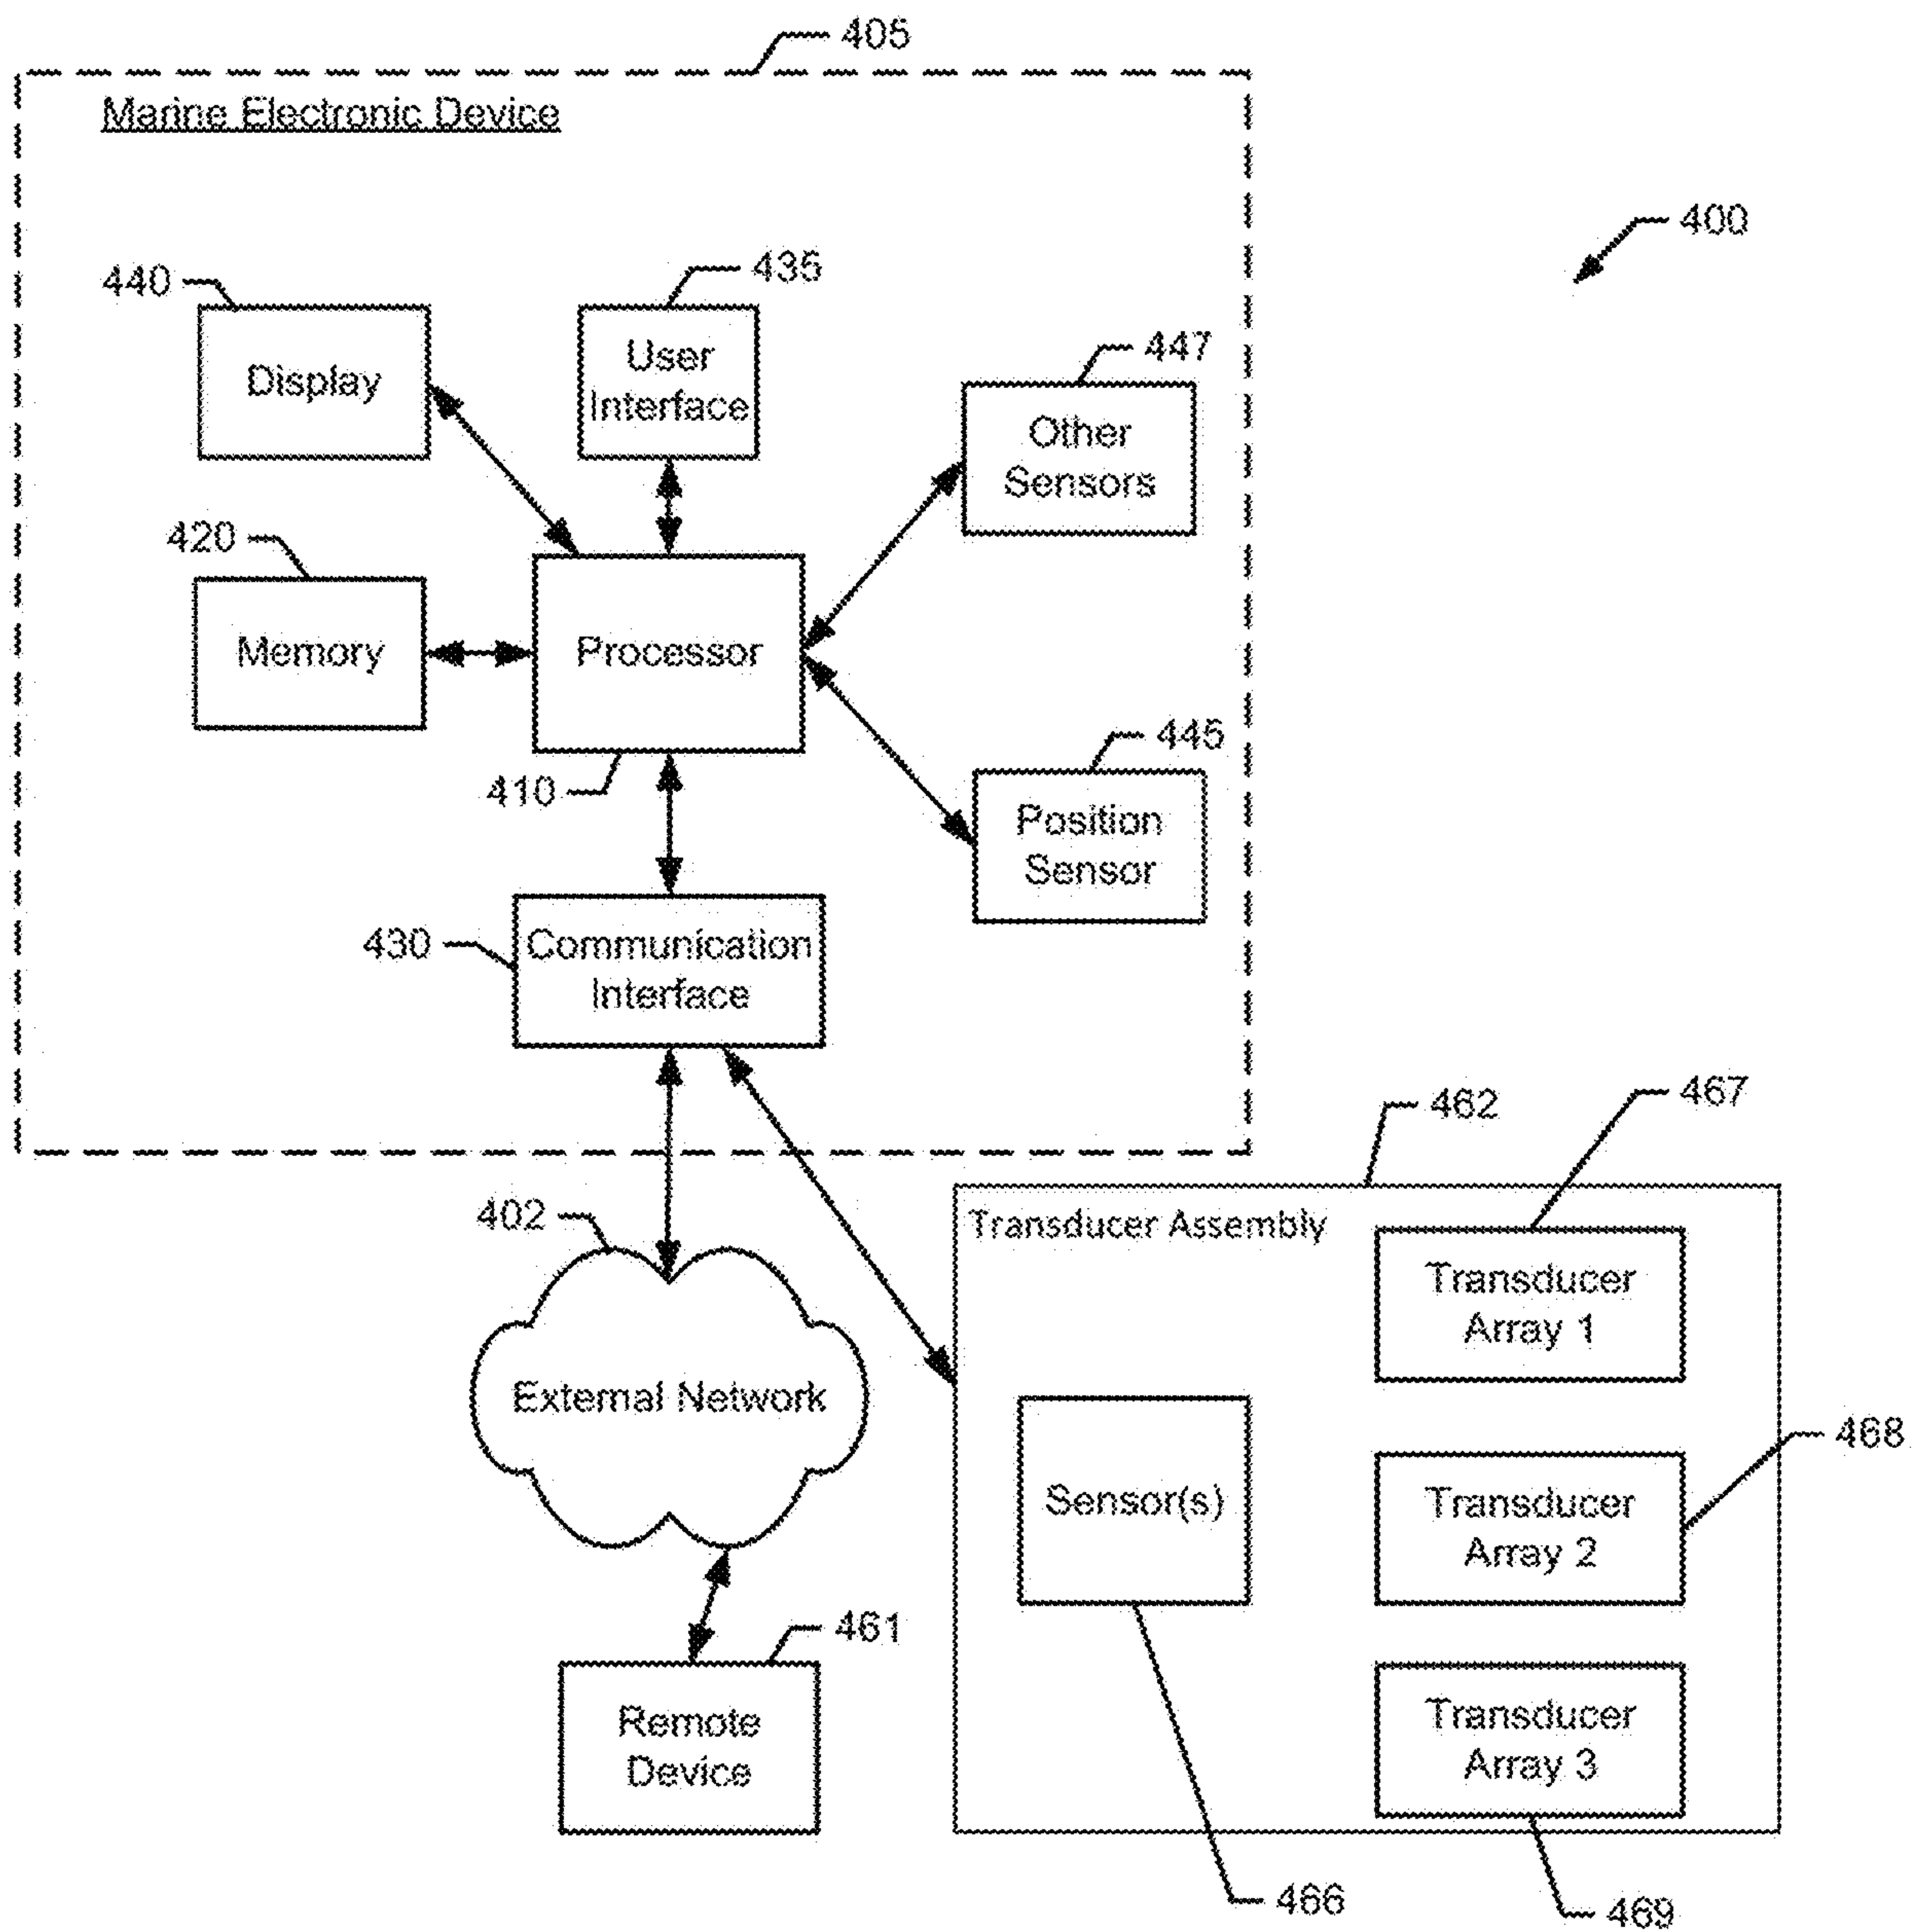 405
Marine Electronic Device
400
440
435
447
Display
User
Interface
Other
Sensors
420
Memory
Processor
445
410
Position
Sensor
430
Communication
Interface
467
462
402
Transducer Assembly
Transducer
Array 1
External Network
468
Sensor(s)
Transducer
Array 2
461
Remote
Device
Transducer
Array 3
466
469